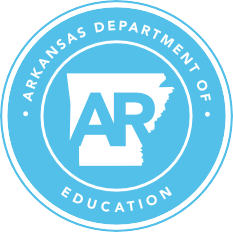 • ARKANSAS DEPARTMENT OF •
EDUCATION
AR